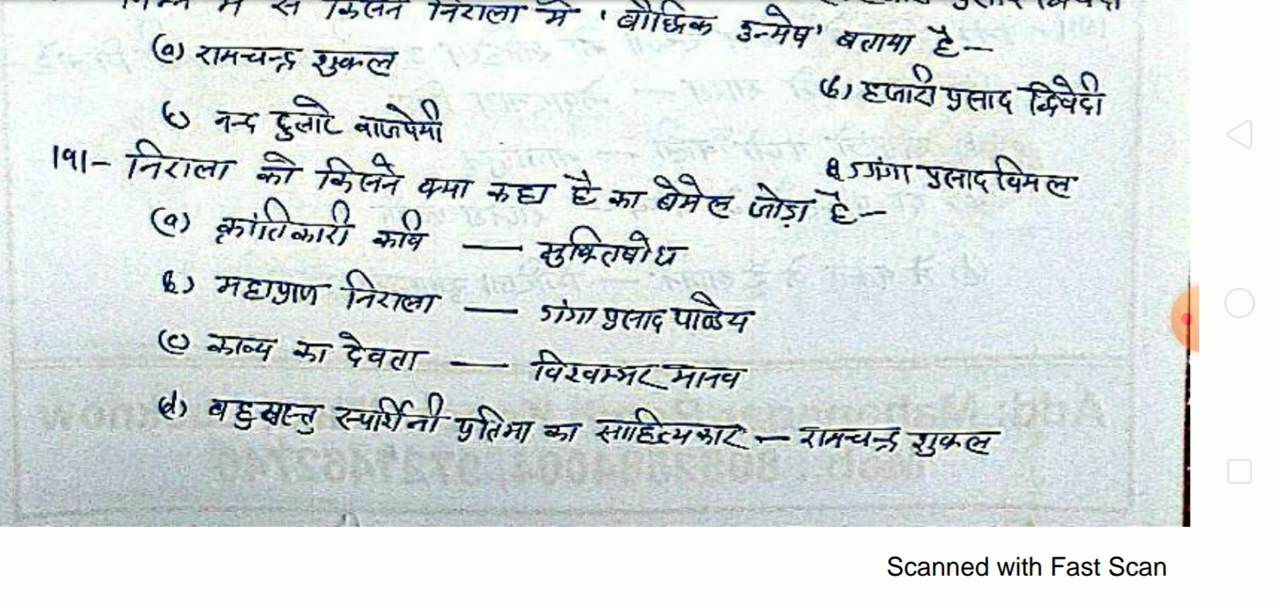 निम्न में से किसने निराला में 'बौद्धिक उन्मेष' बताया है—
(a) रामचन्द्र शुक्ल
(b) हजारी प्रसाद द्विवेदी
(c) नन्द दुलारे वाजपेयी
(d) गंगा प्रसाद विमल
191- निराला को किसने क्या कहा है का बेमेल जोड़ा है—
(a) क्रांतिकारी कवि — मुक्तिबोध
(b) महाप्राण निराला — गंगा प्रसाद पाण्डेय
(c) काव्य का देवता — विश्वम्भर मानव
(d) बहुवस्तु स्पर्शिनी प्रतिभा का साहित्यकार — रामचन्द्र शुक्ल
Scanned with Fast Scan